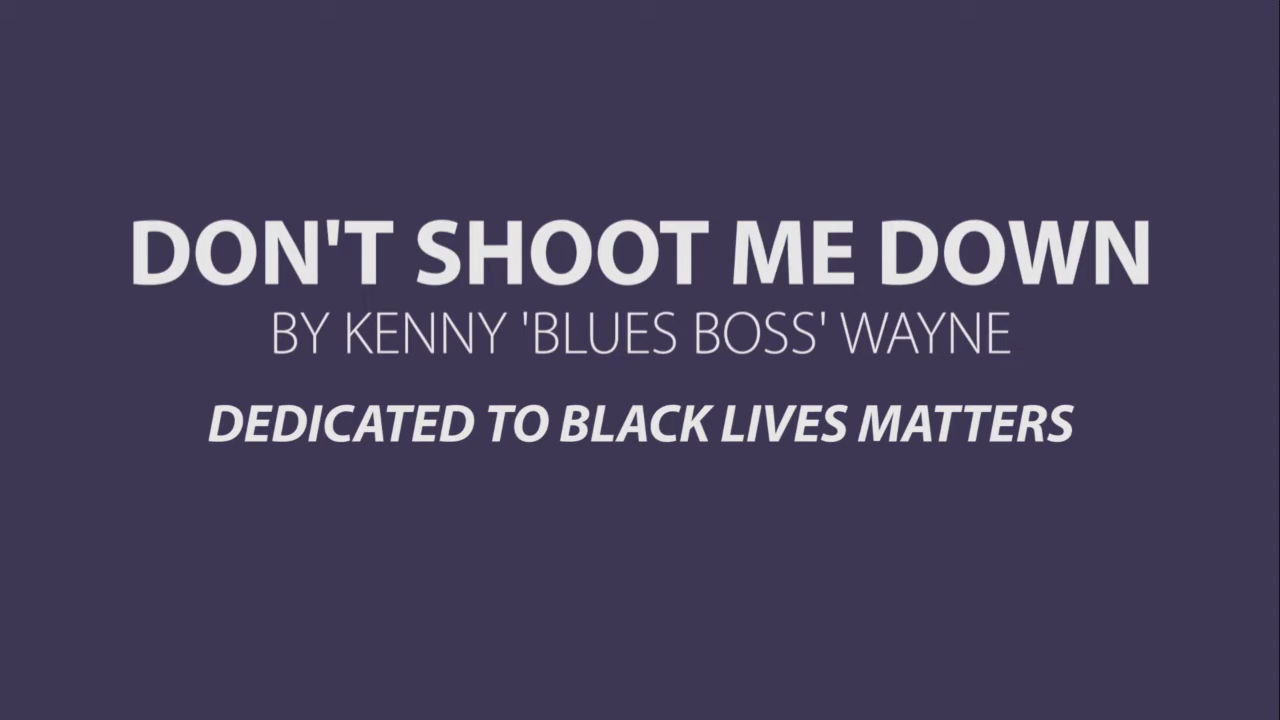 DON'T SHOOT ME DOWN
BY KENNY 'BLUES BOSS' WAYNE
DEDICATED TO BLACK LIVES MATTERS